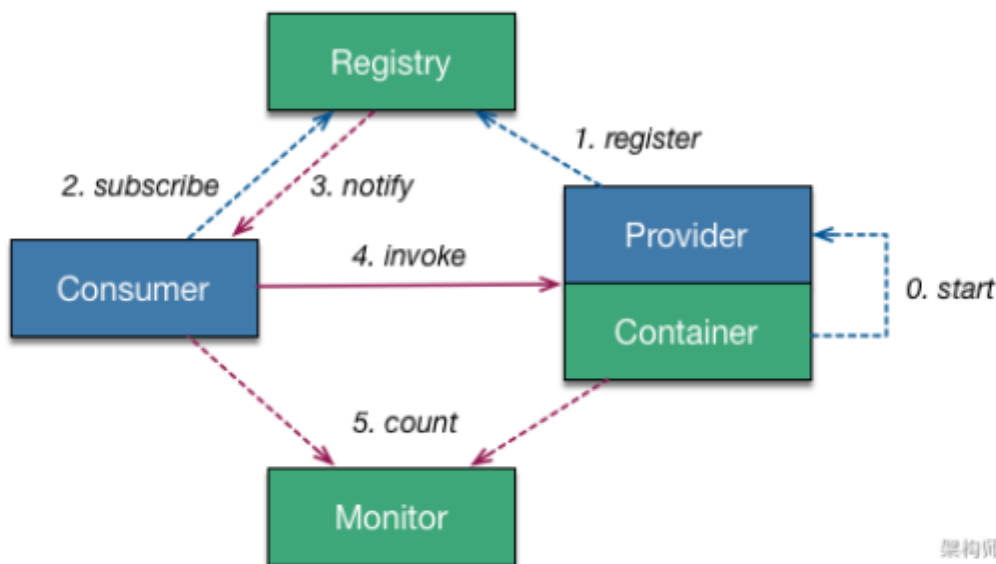 Registry
1. register
2. subscribe
3. notify
Provider
4. invoke
Consumer
0. start
Container
5. count
Monitor
架构师